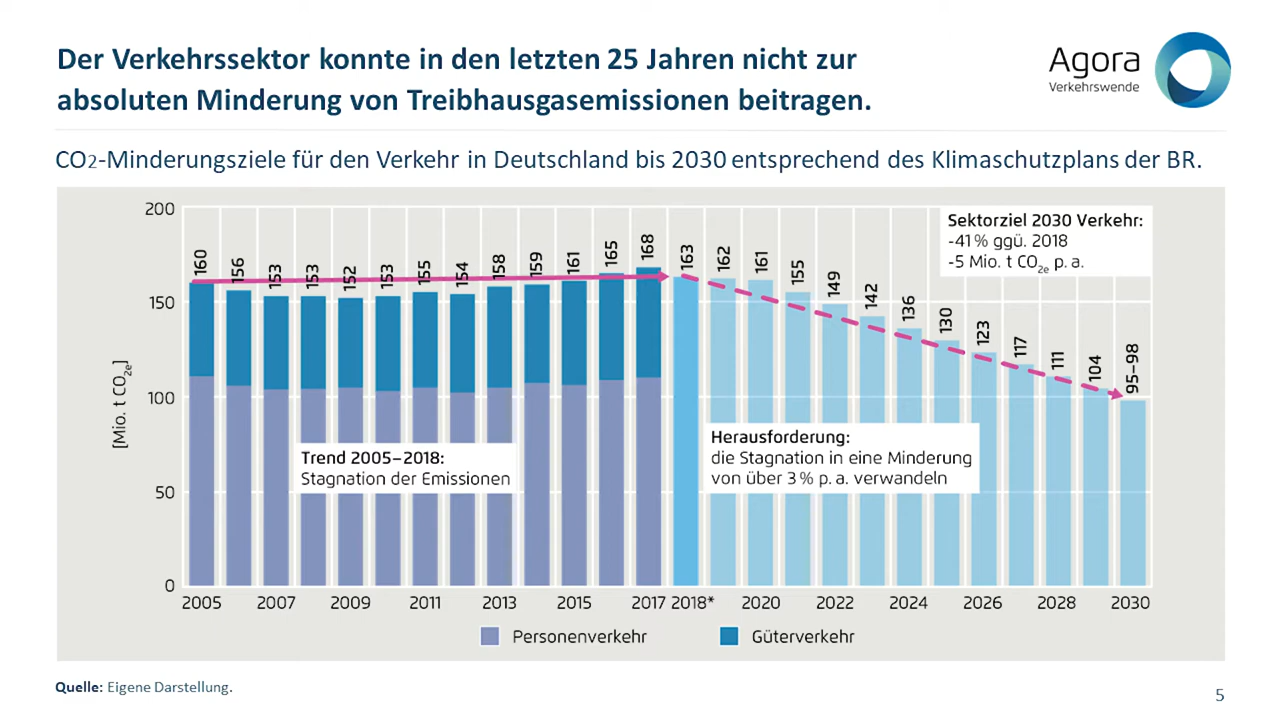 Der Verkehrssektor konnte in den letzten 25 Jahren nicht zur
absoluten Minderung von Treibhausgasemissionen beitragen.
Agora
Verkehrswende
CO2-Minderungsziele für den Verkehr in Deutschland bis 2030 entsprechend des Klimaschutzplans der BR.
[Mio. t CO2e]
200
150
100
50
0
160
156
153
153
152
153
155
154
158
159
161
165
168
163
162
161
155
149
142
136
130
123
117
111
104
95–98
Sektorziel 2030 Verkehr:
-41 % ggü. 2018
-5 Mio. t CO2e p. a.
Trend 2005–2018:
Stagnation der Emissionen
Herausforderung:
die Stagnation in eine Minderung
von über 3 % p. a. verwandeln
2005 2007 2009 2011 2013 2015 2017 2018* 2020 2022 2024 2026 2028 2030
Personenverkehr Güterverkehr
Quelle: Eigene Darstellung.
5